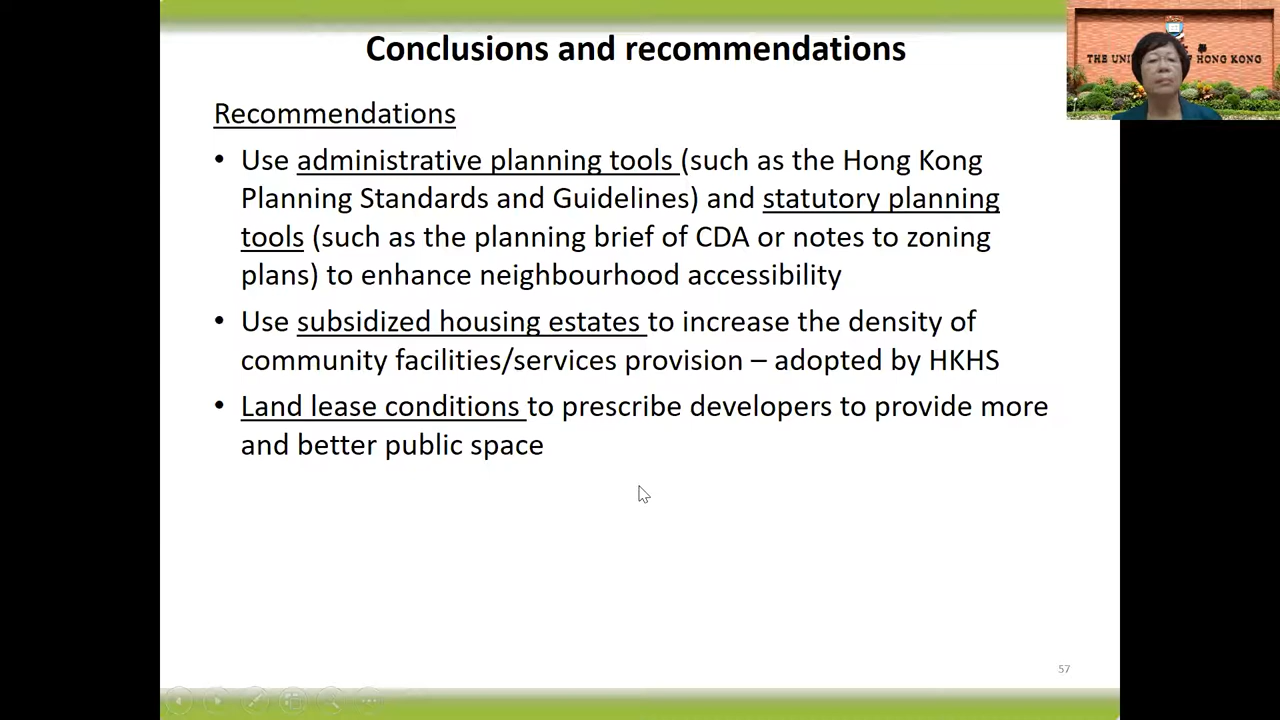 Conclusions and recommendations
THE UNI
F HONG KONG
Recommendations
• Use administrative planning tools (such as the Hong Kong
Planning Standards and Guidelines) and statutory planning
tools (such as the planning brief of CDA or notes to zoning
plans) to enhance neighbourhood accessibility
• Use subsidized housing estates to increase the density of
community facilities/services provision – adopted by HKHS
• Land lease conditions to prescribe developers to provide more
and better public space
57